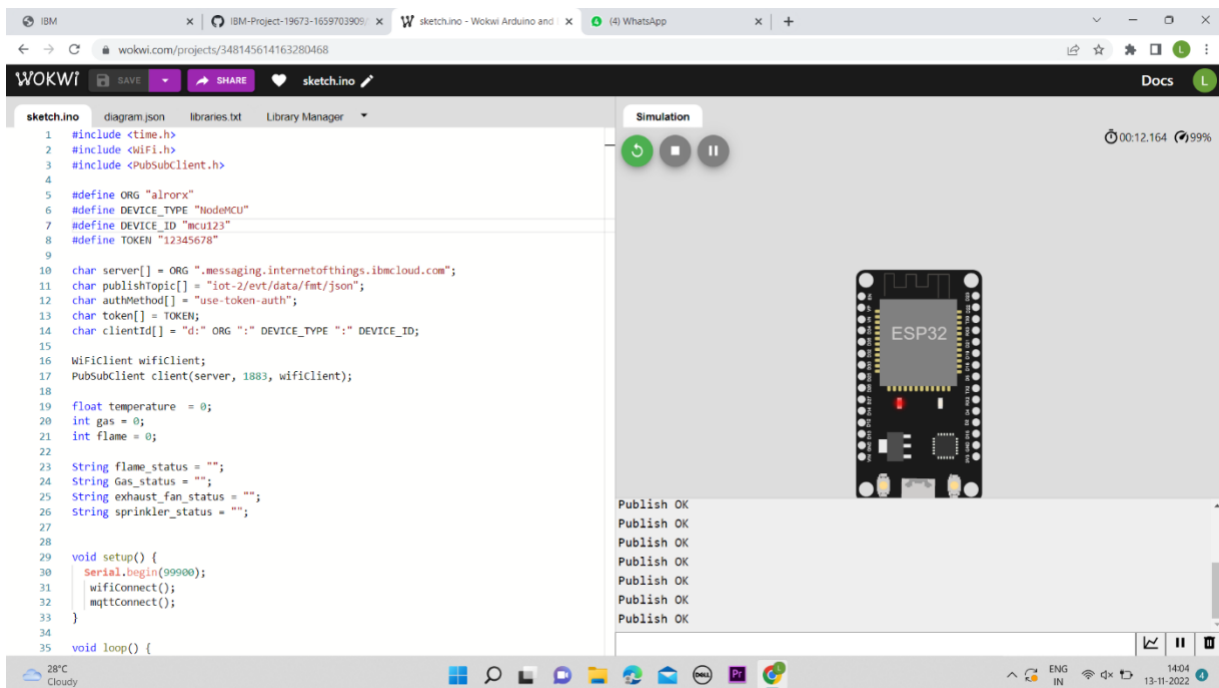 IBM
IBM-Project-19673-1659703909/
sketch.ino - Wokwi Arduino and
(4) WhatsApp
wokwi.com/projects/348145614163280468
L
WOKWI
SAVE
SHARE
sketch.ino
Docs
L
sketch.ino
diagram.json
libraries.txt
Library Manager
1 #include <time.h>
2 #include <WiFi.h>
3 #include <PubSubClient.h>
4
5 #define ORG "alrorx"
6 #define DEVICE_TYPE "NodeMCU"
7 #define DEVICE_ID "mcu123"
8 #define TOKEN "12345678"
9
10 char server[] = ORG ".messaging.internetofthings.ibmcloud.com";
11 char publishTopic[] = "iot-2/evt/data/fmt/json";
12 char authMethod[] = "use-token-auth";
13 char token[] = TOKEN;
14 char clientId[] = "d:" ORG ":" DEVICE_TYPE ":" DEVICE_ID;
15
16 WiFiClient wifiClient;
17 PubSubClient client(server, 1883, wifiClient);
18
19 float temperature  = 0;
20 int gas = 0;
21 int flame = 0;
22
23 String flame_status = "";
24 String Gas_status = "";
25 String exhaust_fan_status = "";
26 String sprinkler_status = "";
27
28
29 void setup() {
30   Serial.begin(99900);
31    wifiConnect();
32    mqttConnect();
33 }
34
35 void loop() {
Simulation
00:12.164 99%
ESP32
Publish OK
Publish OK
Publish OK
Publish OK
Publish OK
Publish OK
Publish OK
28°C
Cloudy
L
DELL
Pr
L
ENG
IN
14:04
13-11-2022
4